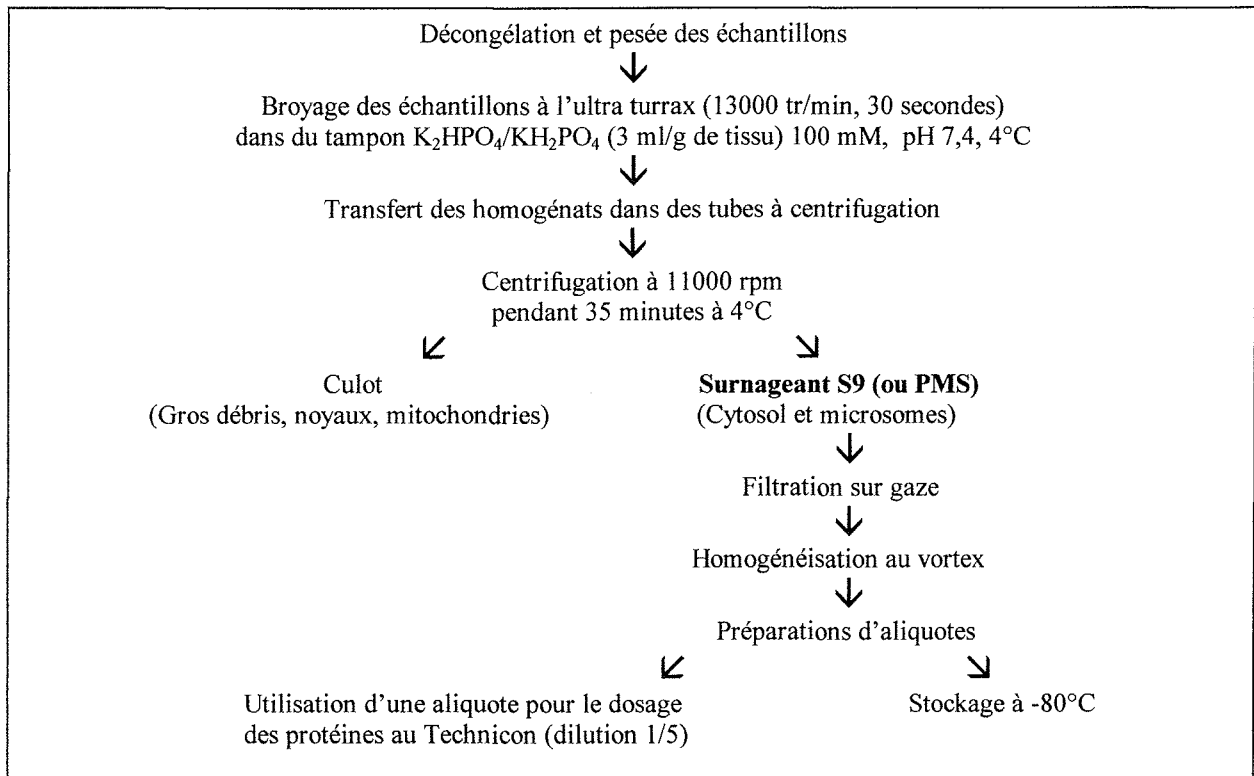 Décongélation et pesée des échantillons
Broyage des échantillons à l'ultra turrax (13000 tr/min, 30 secondes)
dans du tampon K₂HPO₄/KH₂PO₄ (3 ml/g de tissu) 100 mM, pH 7,4, 4°C
Transfert des homogénats dans des tubes à centrifugation
Centrifugation à 11000 rpm
pendant 35 minutes à 4°C
Culot
(Gros débris, noyaux, mitochondries)
Surnageant S9 (ou PMS)
(Cytosol et microsomes)
Filtration sur gaze
Homogénéisation au vortex
Préparations d'aliquotes
Utilisation d'une aliquote pour le dosage
des protéines au Technicon (dilution 1/5)
Stockage à -80°C